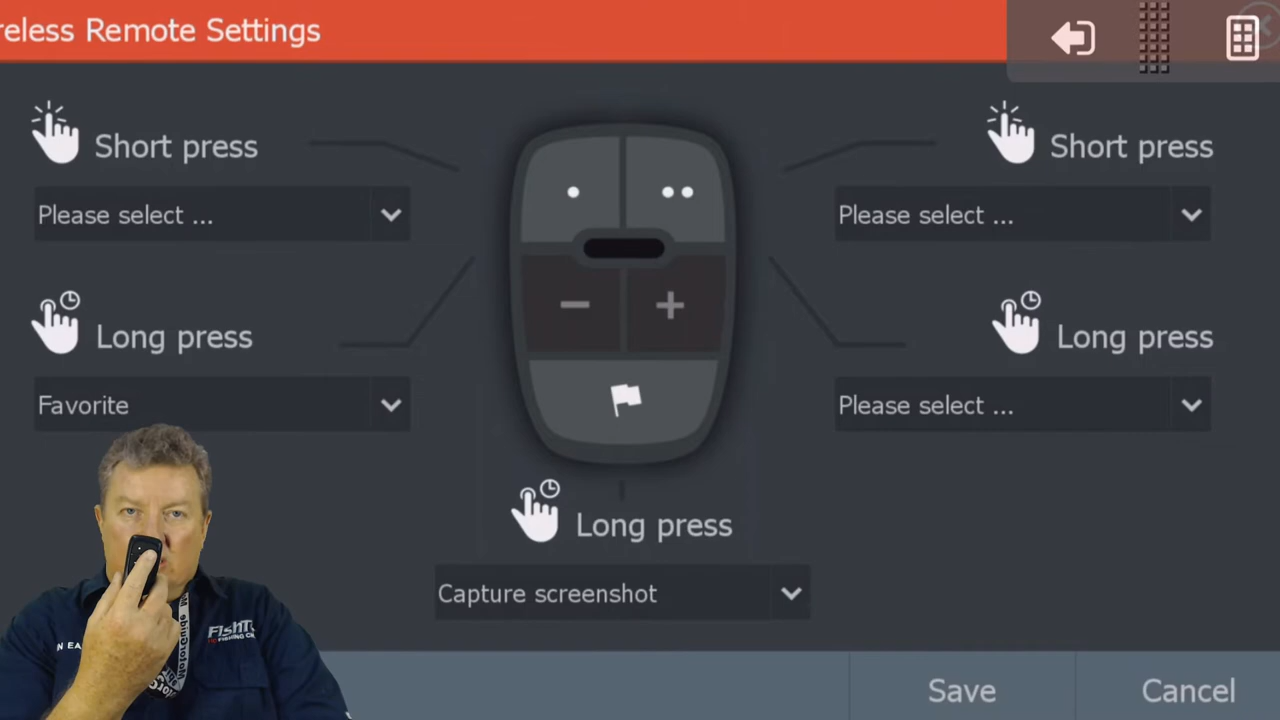 reless Remote Settings
Short press
Short press
Please select ...
Please select ...
Long press
Long press
Favorite
Please select ...
Long press
Capture screenshot
Save
Cancel